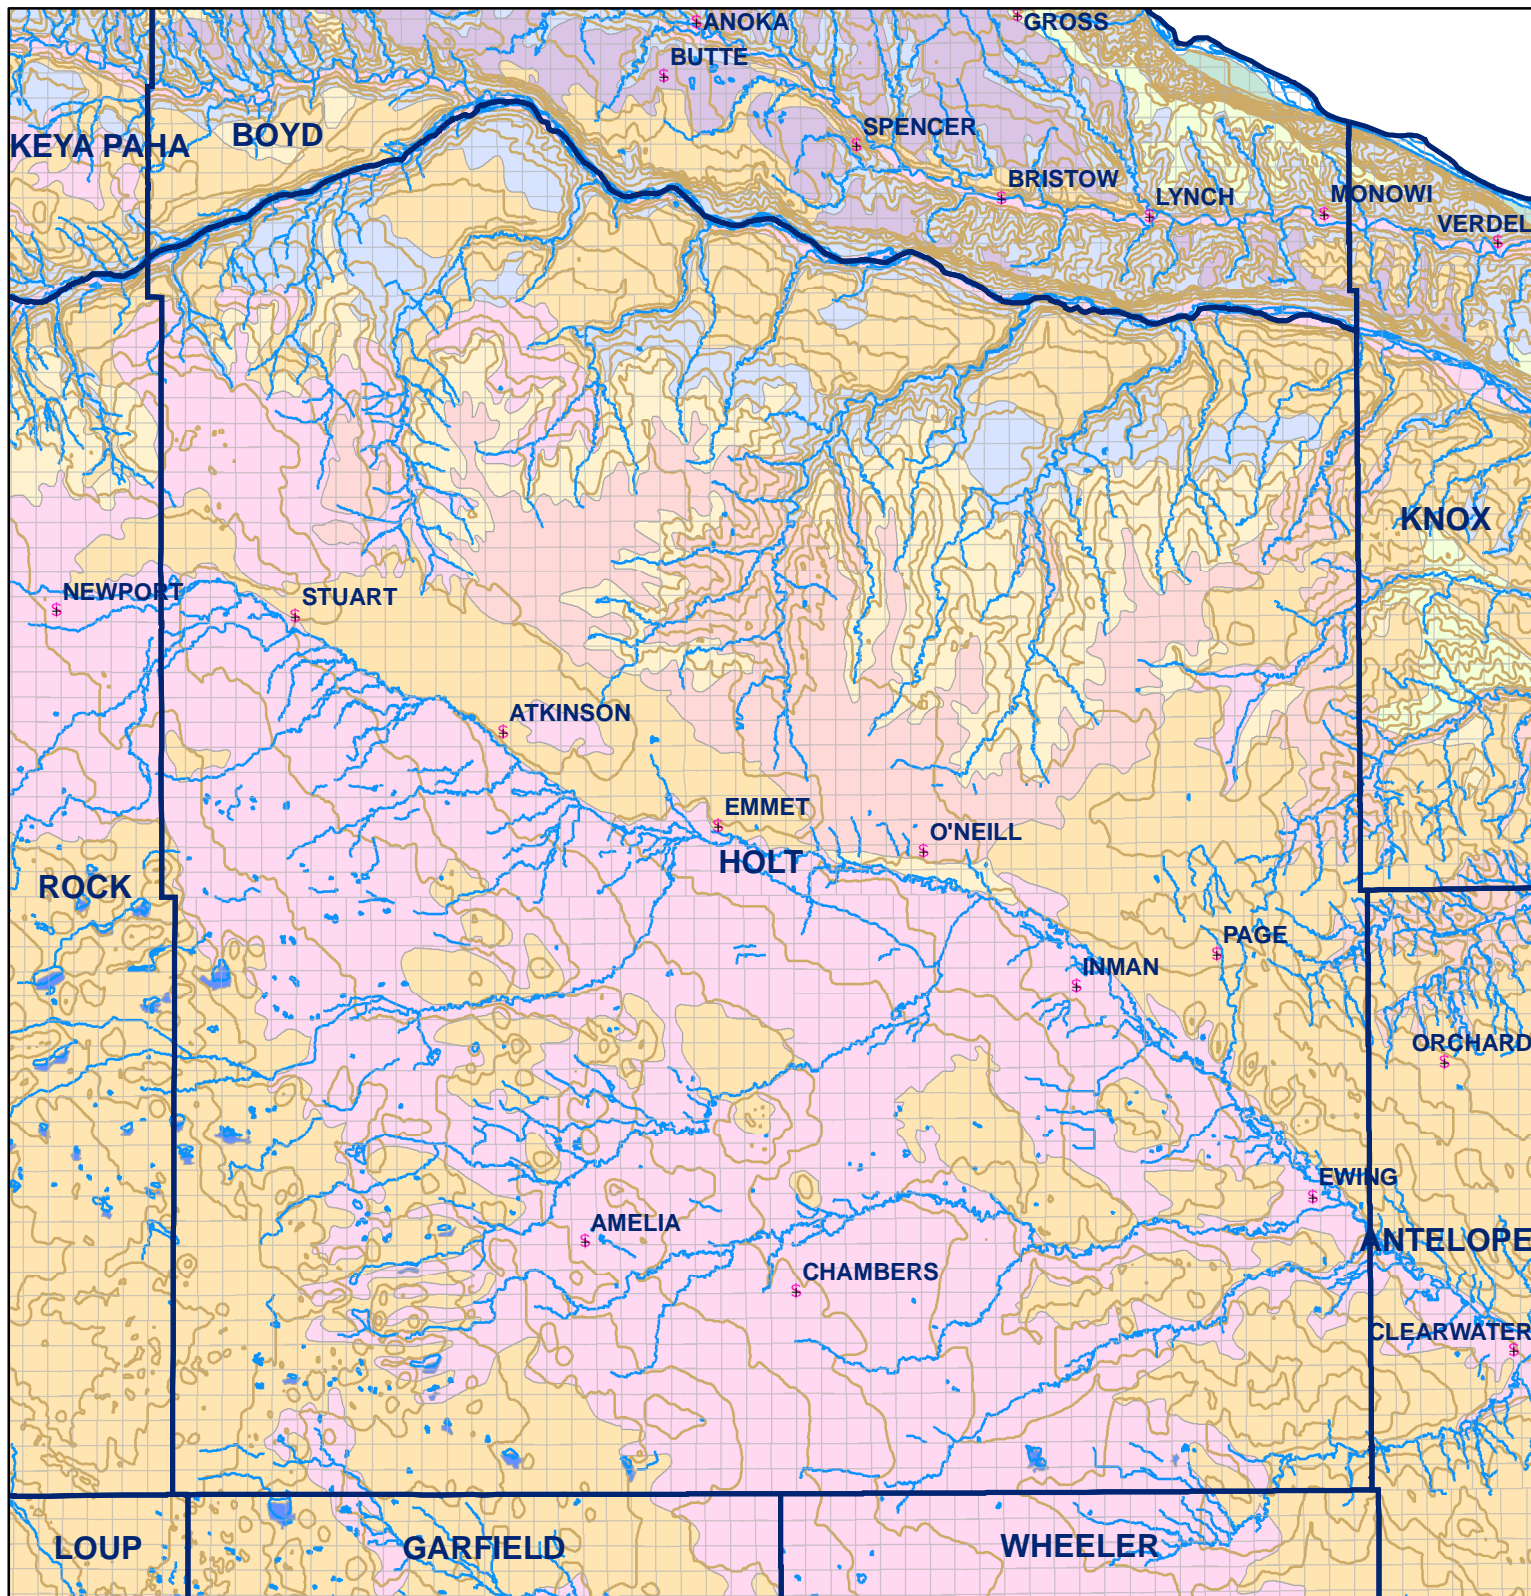 ANOKA
GROSS
BUTTE
SPENCER
BOYD
KEYA PAHA
BRISTOW
LYNCH
MONOWI
VERDEL
KNOX
NEWPORT
STUART
ATKINSON
EMMET
O'NEILL
HOLT
ROCK
PAGE
INMAN
ORCHARD
EWING
AMELIA
ANTELOPE
CHAMBERS
CLEARWATER
LOUP
GARFIELD
WHEELER